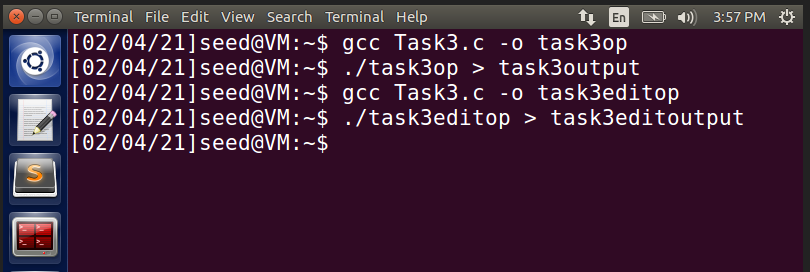 Terminal File Edit View Search Terminal Help En 3:57 PM
[02/04/21]seed@VM:~$ gcc Task3.c -o task3op
[02/04/21]seed@VM:~$ ./task3op > task3output
[02/04/21]seed@VM:~$ gcc Task3.c -o task3editop
[02/04/21]seed@VM:~$ ./task3editop > task3editoutput
[02/04/21]seed@VM:~$